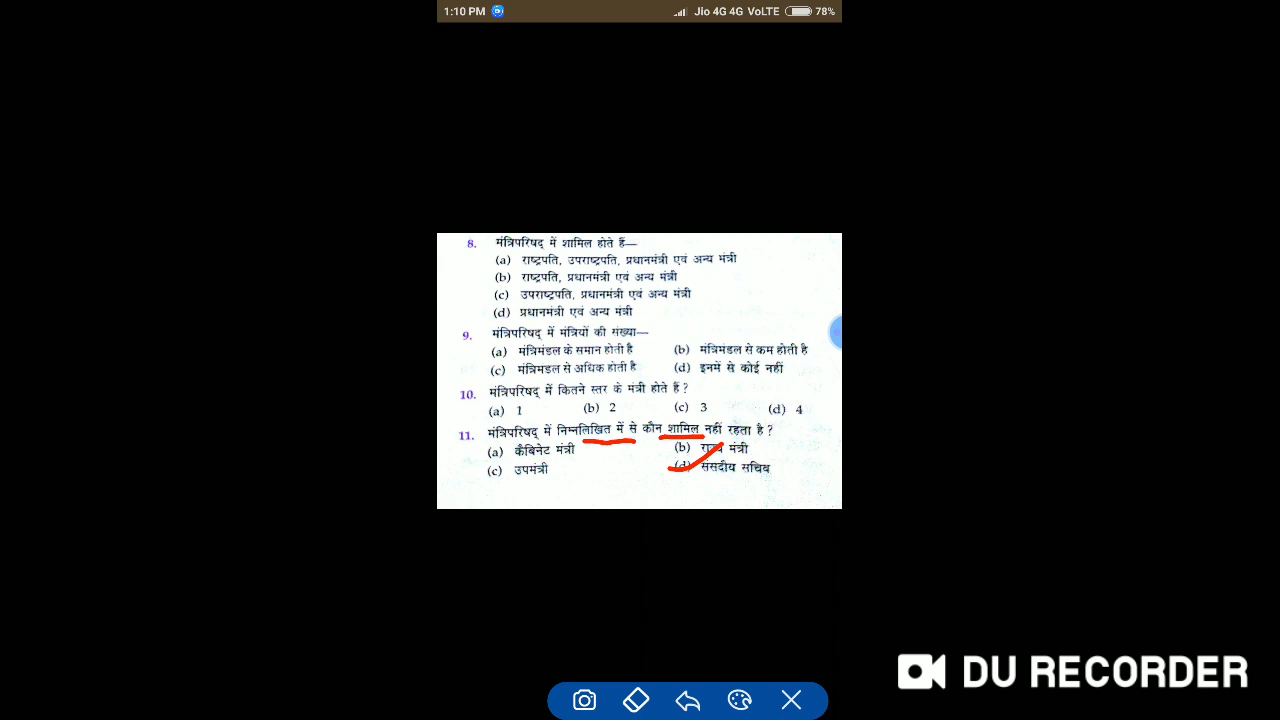 1:10 PM Jio 4G 4G VoLTE 78%
8. मंत्रिपरिषद् में शामिल होते हैं—
(a) राष्ट्रपति, उपराष्ट्रपति, प्रधानमंत्री एवं अन्य मंत्री
(b) राष्ट्रपति, प्रधानमंत्री एवं अन्य मंत्री
(c) उपराष्ट्रपति, प्रधानमंत्री एवं अन्य मंत्री
(d) प्रधानमंत्री एवं अन्य मंत्री
9. मंत्रिपरिषद् में मंत्रियों की संख्या—
(a) मंत्रिमंडल के समान होती है (b) मंत्रिमंडल से कम होती है
(c) मंत्रिमंडल से अधिक होती है (d) इनमें से कोई नहीं
10. मंत्रिपरिषद् में कितने स्तर के मंत्री होते हैं ?
(a) 1 (b) 2 (c) 3 (d) 4
11. मंत्रिपरिषद् में निम्नलिखित में से कौन शामिल नहीं रहता है ?
(a) कैबिनेट मंत्री (b) राज्य मंत्री
(c) उपमंत्री (d) संसदीय सचिव
DU RECORDER